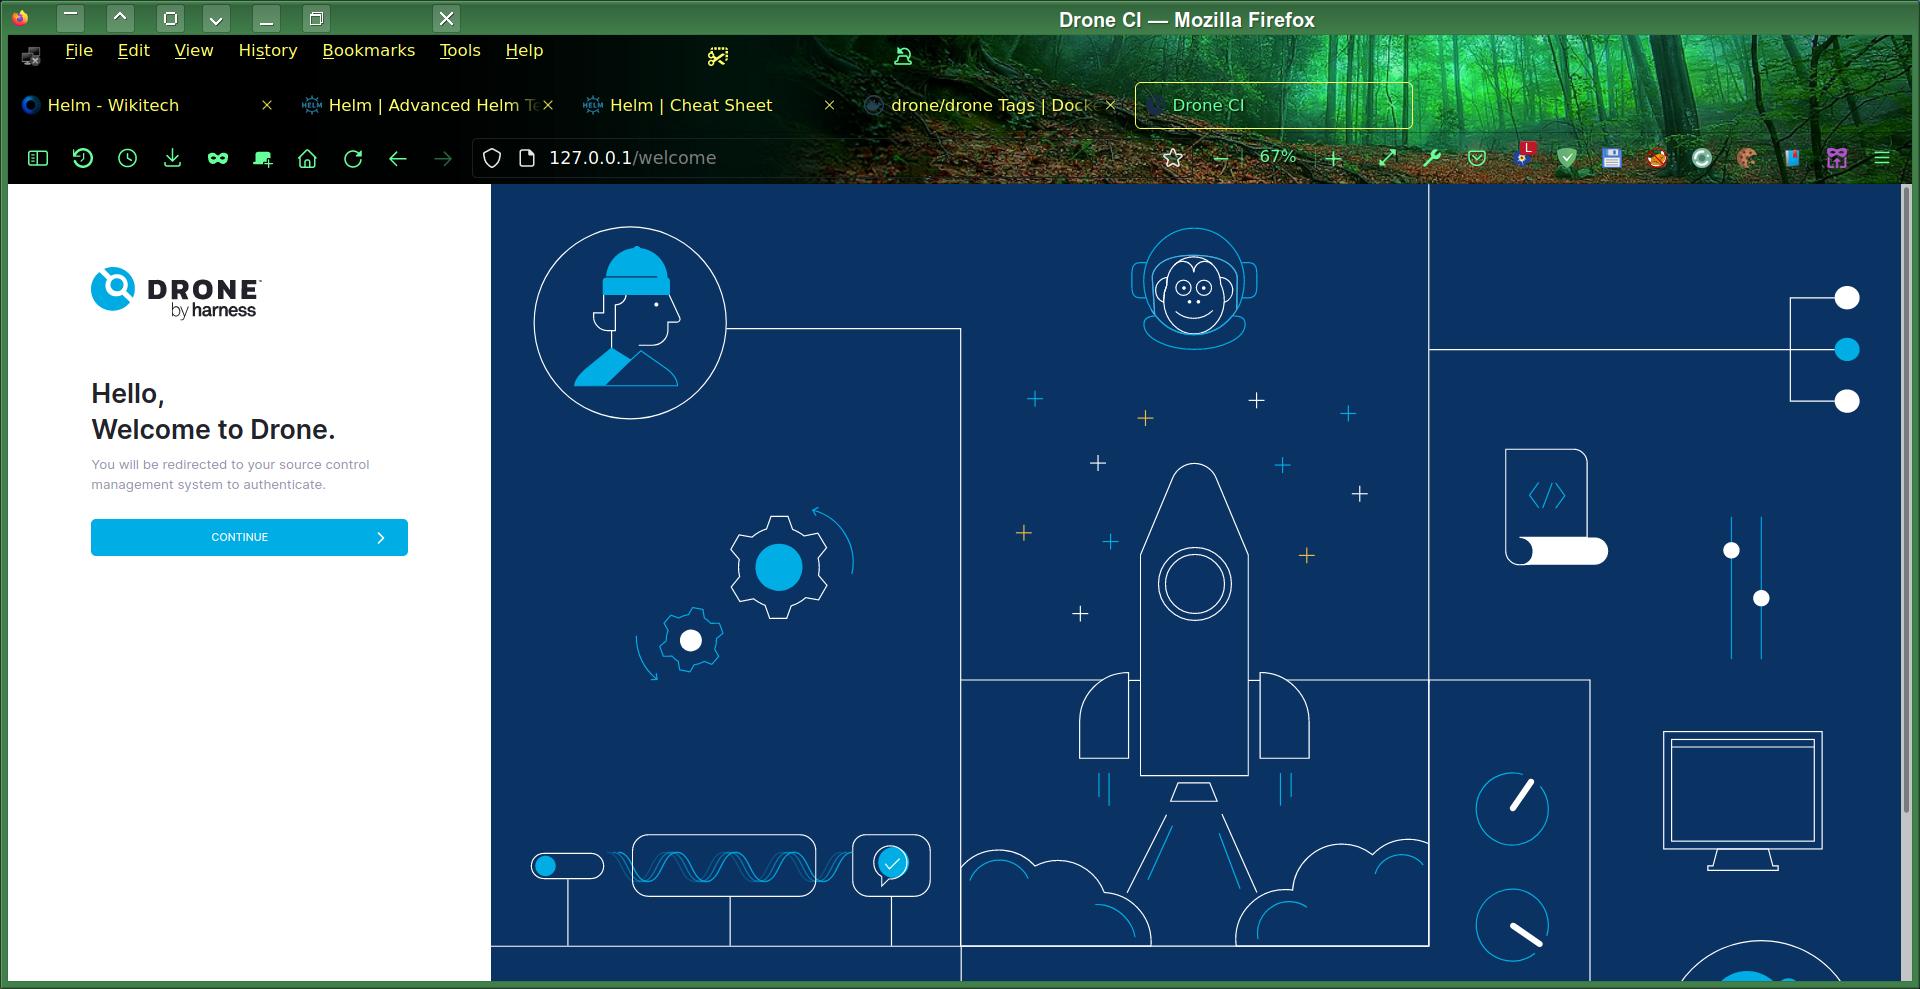 Drone CI — Mozilla Firefox
File Edit View History Bookmarks Tools Help
Helm - Wikitech Helm | Advanced Helm Helm | Cheat Sheet drone/drone Tags | Dock Drone CI
127.0.0.1/welcome 67% L
DRONE
by harness
Hello,
Welcome to Drone.
You will be redirected to your source control
management system to authenticate.
CONTINUE